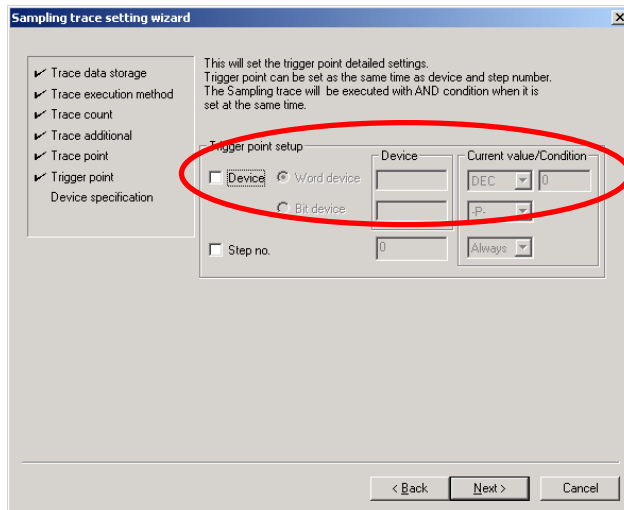 Sampling trace setting wizard
Trace data storage
Trace execution method
Trace count
Trace additional
Trace point
Trigger point
Device specification
This will set the trigger point detailed settings.
Trigger point can be set as the same time as device and step number.
The Sampling trace will be executed with AND condition when it is
set at the same time.
Trigger point setup
Device
Current value/Condition
Device
Word device
DEC
0
Bit device
-P-
Step no.
0
Always
< Back
Next >
Cancel